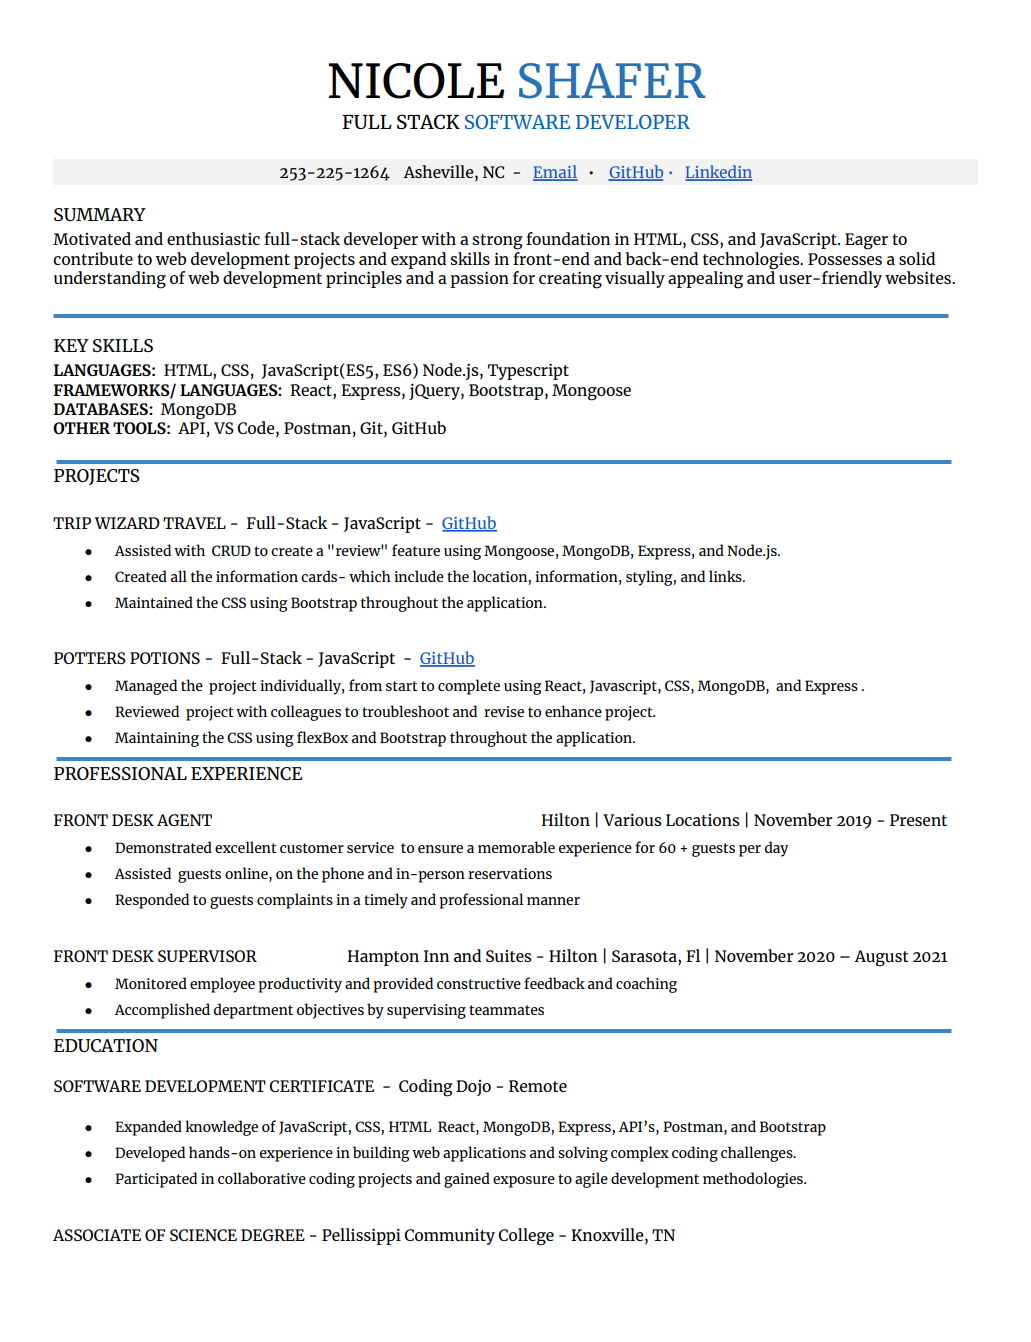 NICOLE SHAFER
FULL STACK SOFTWARE DEVELOPER
253-225-1264 Asheville, NC - Email • GitHub • Linkedin
SUMMARY
Motivated and enthusiastic full-stack developer with a strong foundation in HTML, CSS, and JavaScript. Eager to
contribute to web development projects and expand skills in front-end and back-end technologies. Possesses a solid
understanding of web development principles and a passion for creating visually appealing and user-friendly websites.
KEY SKILLS
LANGUAGES: HTML, CSS, JavaScript(ES5, ES6) Node.js, Typescript
FRAMEWORKS/ LANGUAGES: React, Express, jQuery, Bootstrap, Mongoose
DATABASES: MongoDB
OTHER TOOLS: API, VS Code, Postman, Git, GitHub
PROJECTS
TRIP WIZARD TRAVEL - Full-Stack - JavaScript - GitHub
● Assisted with CRUD to create a "review" feature using Mongoose, MongoDB, Express, and Node.js.
● Created all the information cards- which include the location, information, styling, and links.
● Maintained the CSS using Bootstrap throughout the application.
POTTERS POTIONS - Full-Stack - JavaScript - GitHub
● Managed the project individually, from start to complete using React, Javascript, CSS, MongoDB, and Express .
● Reviewed project with colleagues to troubleshoot and revise to enhance project.
● Maintaining the CSS using flexBox and Bootstrap throughout the application.
PROFESSIONAL EXPERIENCE
FRONT DESK AGENT Hilton | Various Locations | November 2019 - Present
● Demonstrated excellent customer service to ensure a memorable experience for 60 + guests per day
● Assisted guests online, on the phone and in-person reservations
● Responded to guests complaints in a timely and professional manner
FRONT DESK SUPERVISOR Hampton Inn and Suites - Hilton | Sarasota, Fl | November 2020 – August 2021
● Monitored employee productivity and provided constructive feedback and coaching
● Accomplished department objectives by supervising teammates
EDUCATION
SOFTWARE DEVELOPMENT CERTIFICATE - Coding Dojo - Remote
● Expanded knowledge of JavaScript, CSS, HTML React, MongoDB, Express, API’s, Postman, and Bootstrap
● Developed hands-on experience in building web applications and solving complex coding challenges.
● Participated in collaborative coding projects and gained exposure to agile development methodologies.
ASSOCIATE OF SCIENCE DEGREE - Pellissippi Community College - Knoxville, TN